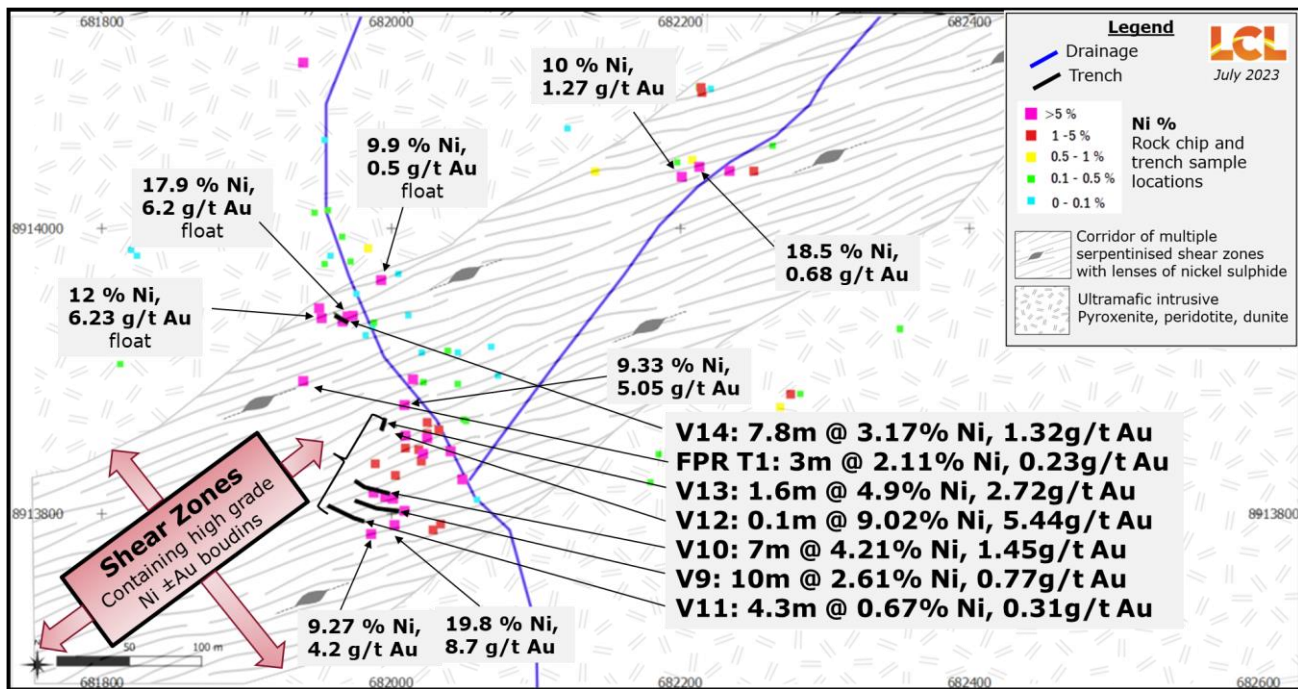 681800
682000
682200
682400
Legend
Drainage
Trench
LCL
July 2023
>5 %
1 -5 %
0.5 - 1 %
0.1 - 0.5 %
0 - 0.1 %
Ni %
Rock chip and
trench sample
locations
Corridor of multiple
serpentinised shear zones
with lenses of nickel sulphide
Ultramafic intrusive
Pyroxenite, peridotite, dunite
10 % Ni,
1.27 g/t Au
9.9 % Ni,
0.5 g/t Au
float
17.9 % Ni,
6.2 g/t Au
float
8914000
18.5 % Ni,
0.68 g/t Au
12 % Ni,
6.23 g/t Au
float
9.33 % Ni,
5.05 g/t Au
V14: 7.8m @ 3.17% Ni, 1.32g/t Au
FPR T1: 3m @ 2.11% Ni, 0.23g/t Au
V13: 1.6m @ 4.9% Ni, 2.72g/t Au
V12: 0.1m @ 9.02% Ni, 5.44g/t Au
V10: 7m @ 4.21% Ni, 1.45g/t Au
V9: 10m @ 2.61% Ni, 0.77g/t Au
V11: 4.3m @ 0.67% Ni, 0.31g/t Au
8913800
8913800
Shear Zones
Containing high grade
Ni ±Au boudins
9.27 % Ni,
4.2 g/t Au
19.8 % Ni,
8.7 g/t Au
50
100 m
681800
682000
682200
682400
682600